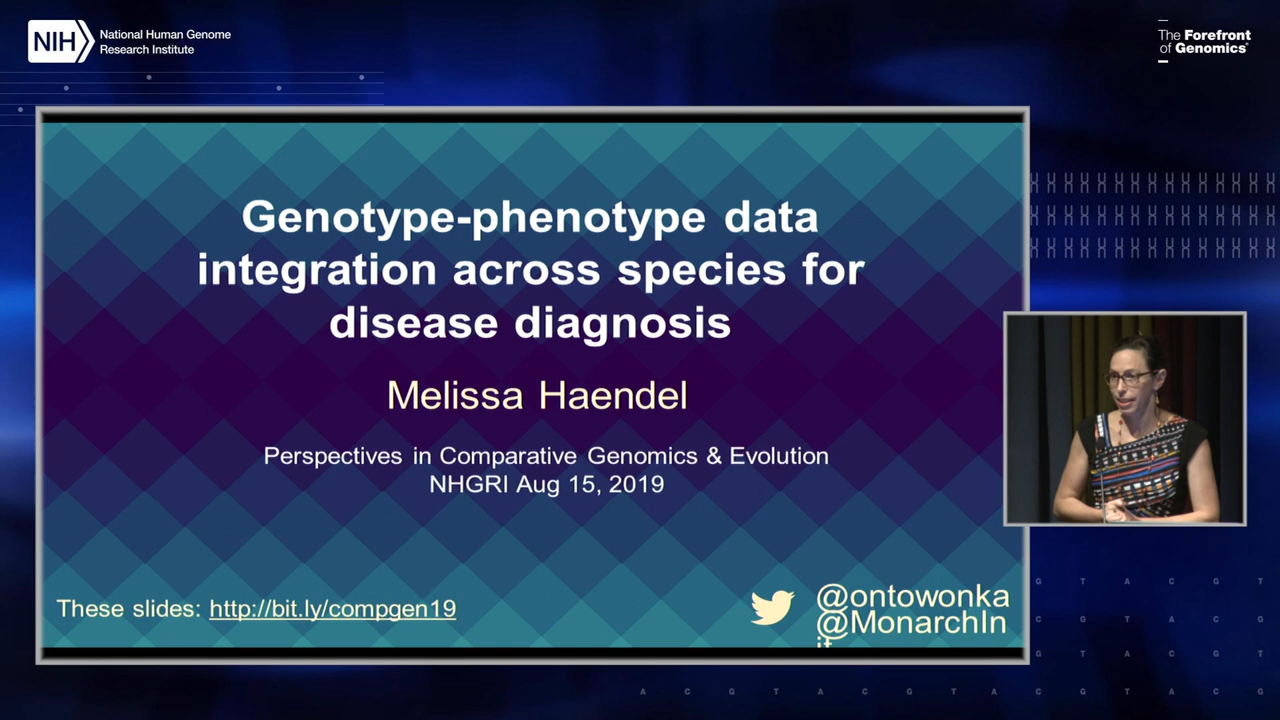 NIH
National Human Genome
Research Institute
The Forefront
of Genomics®
Genotype-phenotype data
integration across species for
disease diagnosis
Melissa Haendel
Perspectives in Comparative Genomics & Evolution
NHGRI Aug 15, 2019
These slides: http://bit.ly/compgen19
@ontowonka
@MonarchIn
it
G T A C G T
C G T A C G
G T A C G T
A C G T A C G T A C G T A C G